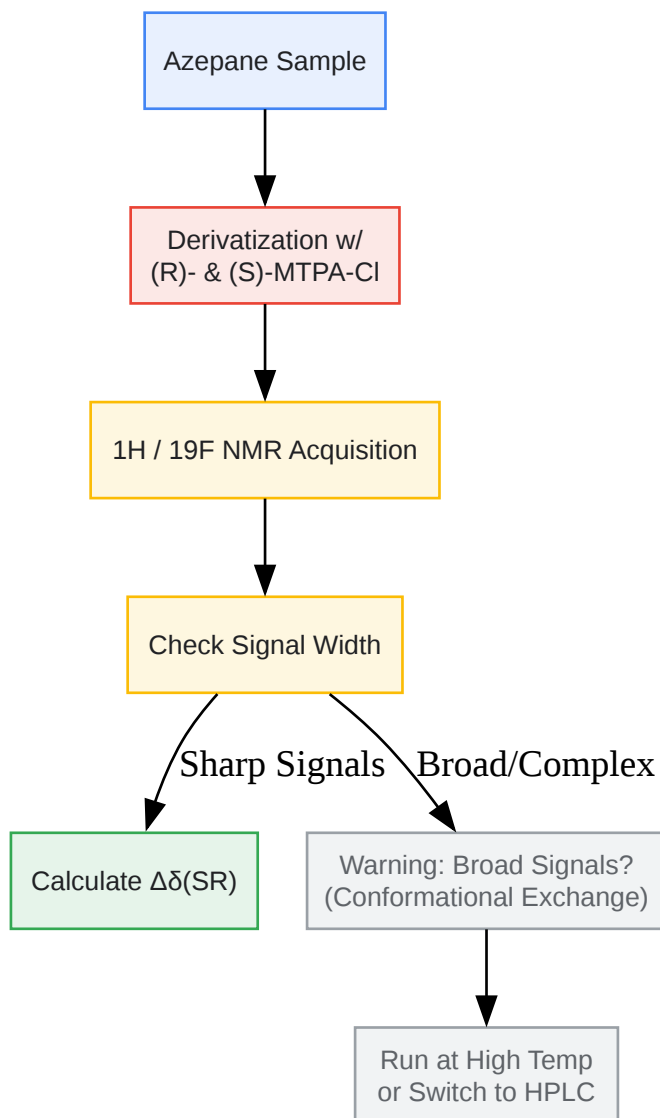 Azepane Sample
Derivatization w/
(R)- & (S)-MTPA-Cl
1H / 19F NMR Acquisition
Check Signal Width
Sharp Signals
Broad/Complex
Calculate Δδ(SR)
Warning: Broad Signals?
(Conformational Exchange)
Run at High Temp
or Switch to HPLC